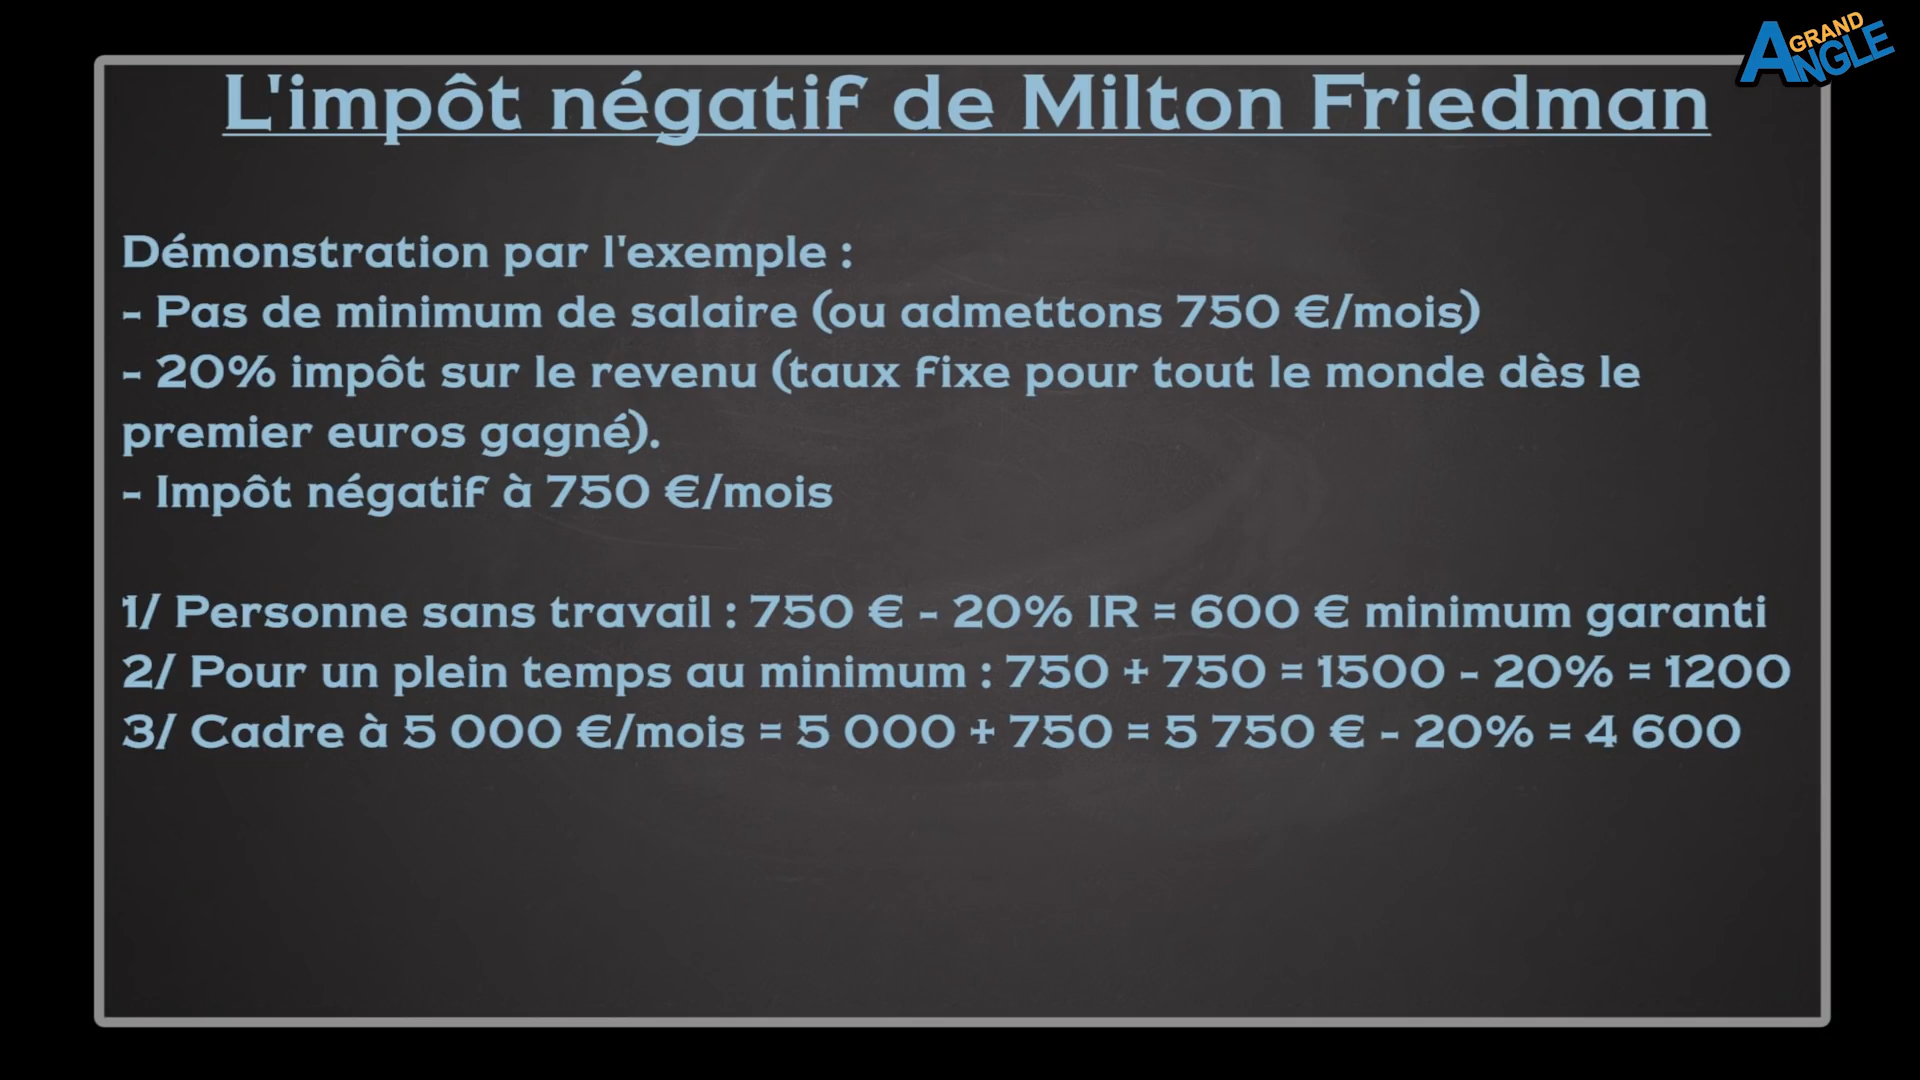 GRAND
ANGLE
L'impôt négatif de Milton Friedman
Démonstration par l'exemple :
- Pas de minimum de salaire (ou admettons 750 €/mois)
- 20% impôt sur le revenu (taux fixe pour tout le monde dès le
premier euros gagné).
- Impôt négatif à 750 €/mois
1/ Personne sans travail : 750 € - 20% IR = 600 € minimum garanti
2/ Pour un plein temps au minimum : 750 + 750 = 1500 - 20% = 1200
3/ Cadre à 5 000 €/mois = 5 000 + 750 = 5 750 € - 20% = 4 600